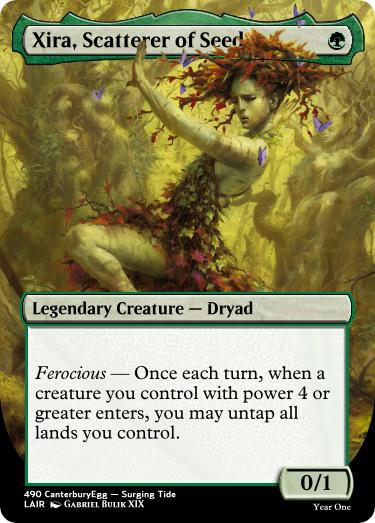 Xira, Scatterer of Seed
Legendary Creature — Dryad
Ferocious — Once each turn, when a
creature you control with power 4 or
greater enters, you may untap all
lands you control.
0/1
490 CanterburyEgg — Surging Tide
LAIR Gabriel Bulik XIX
Year One